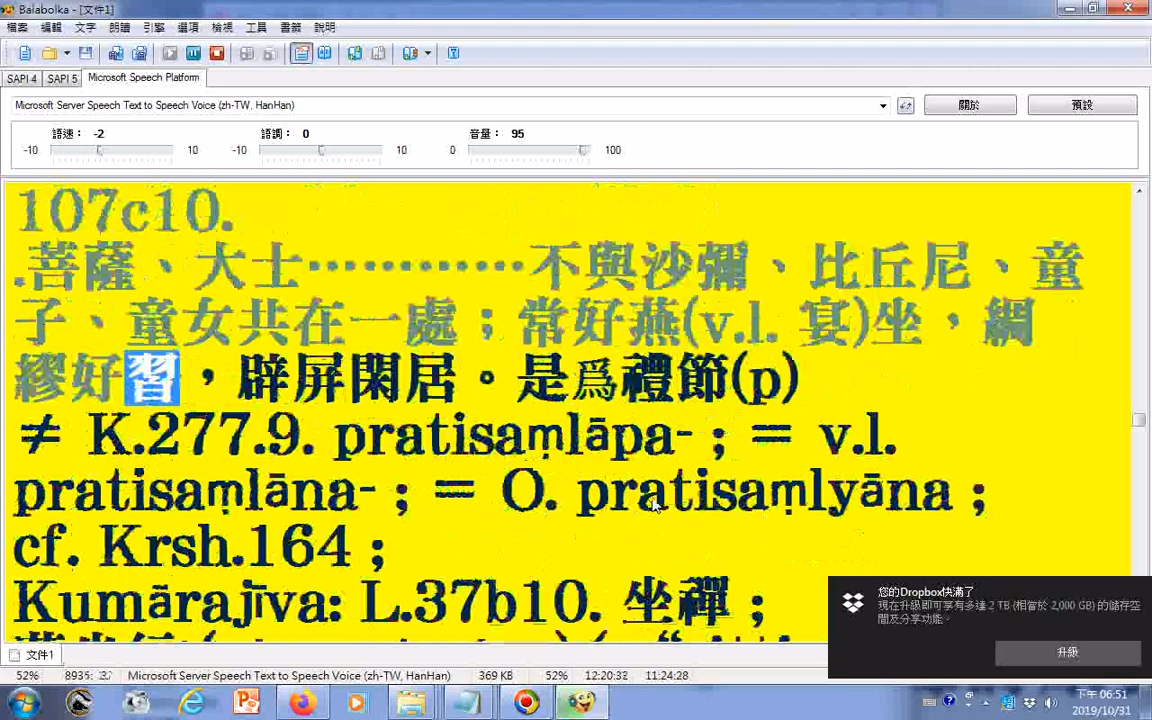 Balabolka - [文件1]
檔案 編輯 文字 朗讀 引擎 選項 檢視 工具 書籤 說明
SAPI 4 SAPI 5 Microsoft Speech Platform
Microsoft Server Speech Text to Speech Voice (zh-TW, HanHan) 關於 預設
語速： -2 語調： 0 音量： 95
-10 10 -10 10 0 100
107c10.
.菩薩、大士…………不與沙彌、比丘尼、童
子、童女共在一處；常好燕(v.l. 宴)坐，綢
繆好習，辟屏閑居。是爲禮節(p)
≠ K.277.9. pratisaṃlāpa- ; = v.l.
pratisaṃlāna- ; = O. pratisaṃlyāna ;
cf. Krsh.164 ;
Kumārajīva: L.37b10. 坐禪 ;
您的Dropbox快滿了
現在升級即可享有多達 2 TB (相當於 2,000 GB) 的儲存空
間及分享功能。
升級
文件1
52% Microsoft Server Speech Text to Speech Voice (zh-TW, HanHan) 369 KB 52% 12:20:32 11:24:28
下午 06:51
2019/10/31